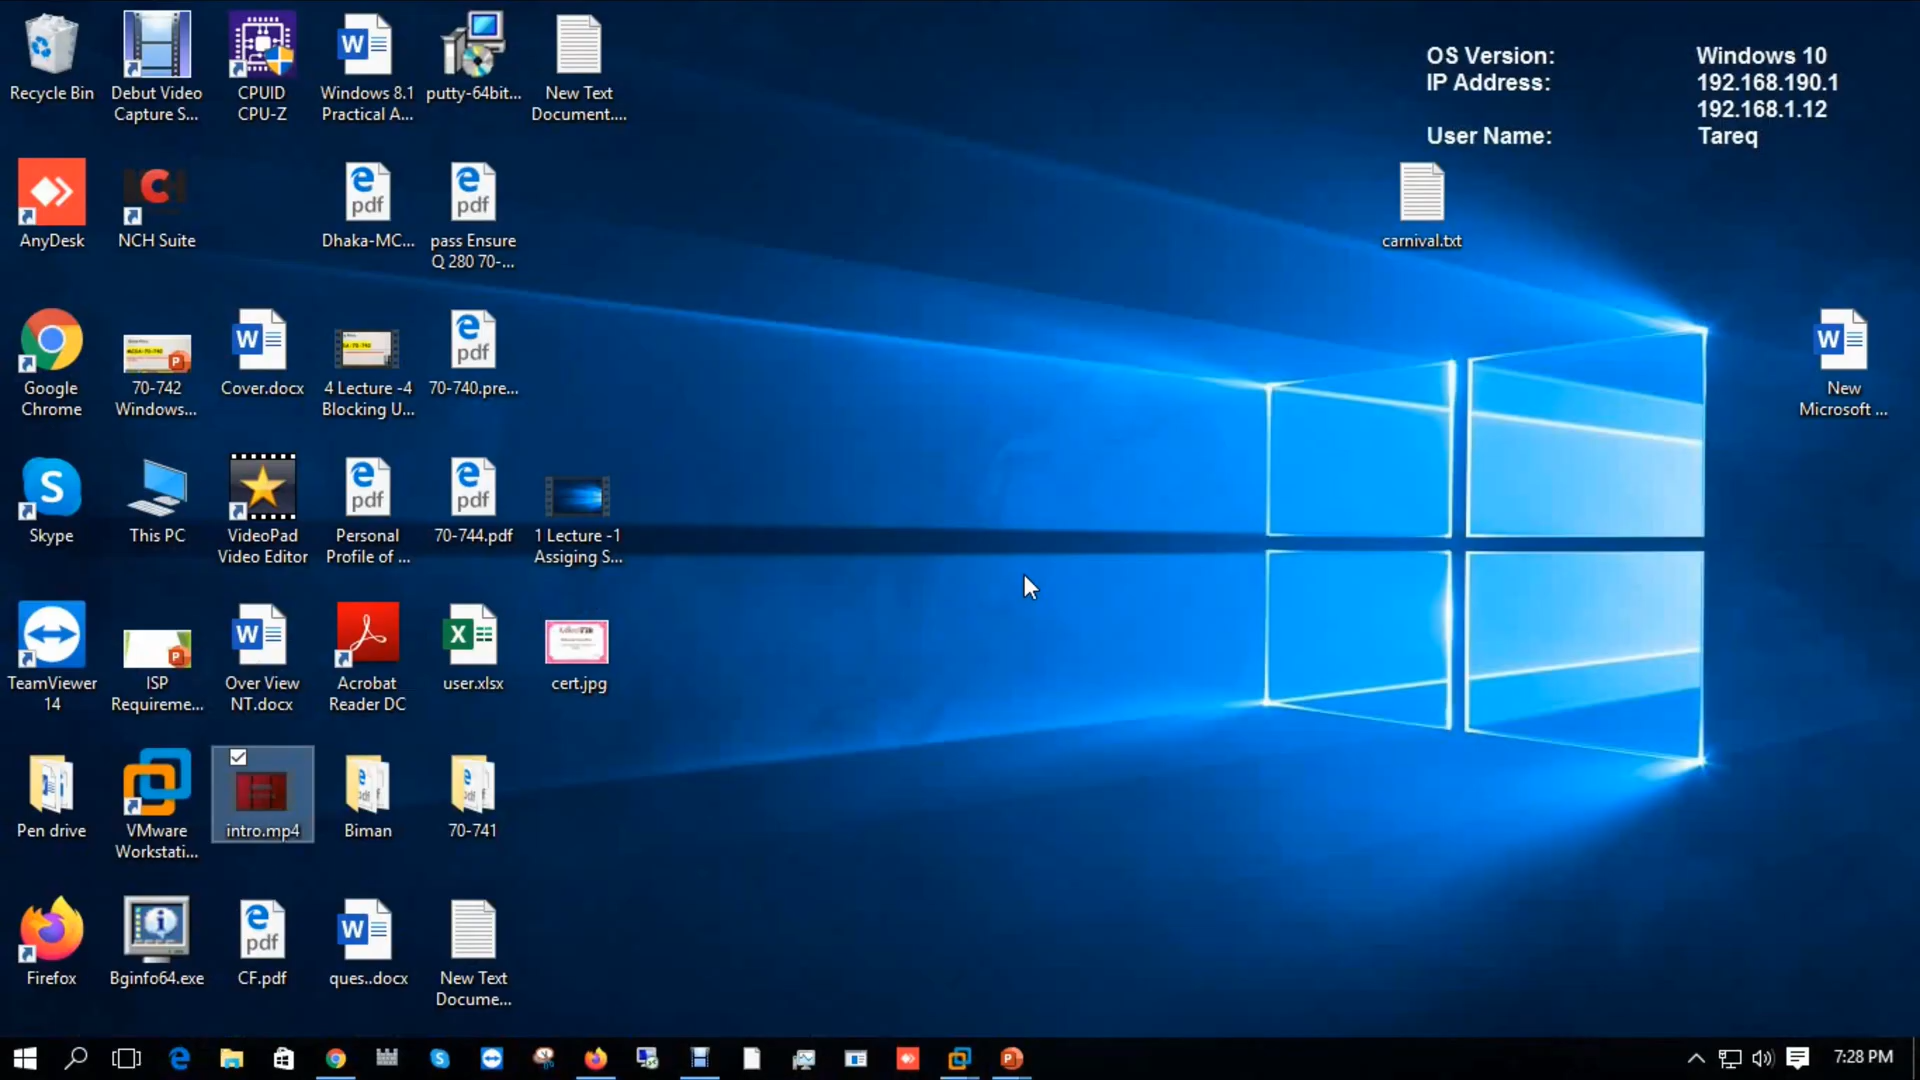 OS Version: Windows 10
IP Address: 192.168.190.1
192.168.1.12
User Name: Tareq
Recycle Bin
Debut Video
Capture S...
CPUID
CPU-Z
Windows 8.1
Practical A...
putty-64bit...
New Text
Document....
AnyDesk
NCH Suite
Dhaka-MC...
pass Ensure
Q 280 70-...
carnival.txt
Google
Chrome
70-742
Windows...
Cover.docx
4 Lecture -4
Blocking U...
70-740.pre...
New
Microsoft ...
Skype
This PC
VideoPad
Video Editor
Personal
Profile of ...
70-744.pdf
1 Lecture -1
Assiging S...
TeamViewer
14
ISP
Requireme...
Over View
NT.docx
Acrobat
Reader DC
user.xlsx
cert.jpg
Pen drive
VMware
Workstati...
intro.mp4
Biman
70-741
Firefox
Bginfo64.exe
CF.pdf
ques..docx
New Text
Docume...
7:28 PM